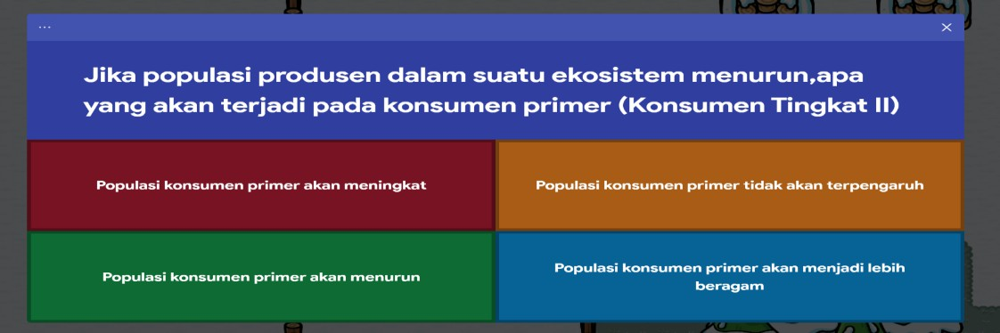 Jika populasi produsen dalam suatu ekosistem menurun,apa
yang akan terjadi pada konsumen primer (Konsumen Tingkat II)
Populasi konsumen primer akan meningkat
Populasi konsumen primer tidak akan terpengaruh
Populasi konsumen primer akan menurun
Populasi konsumen primer akan menjadi lebih
beragam